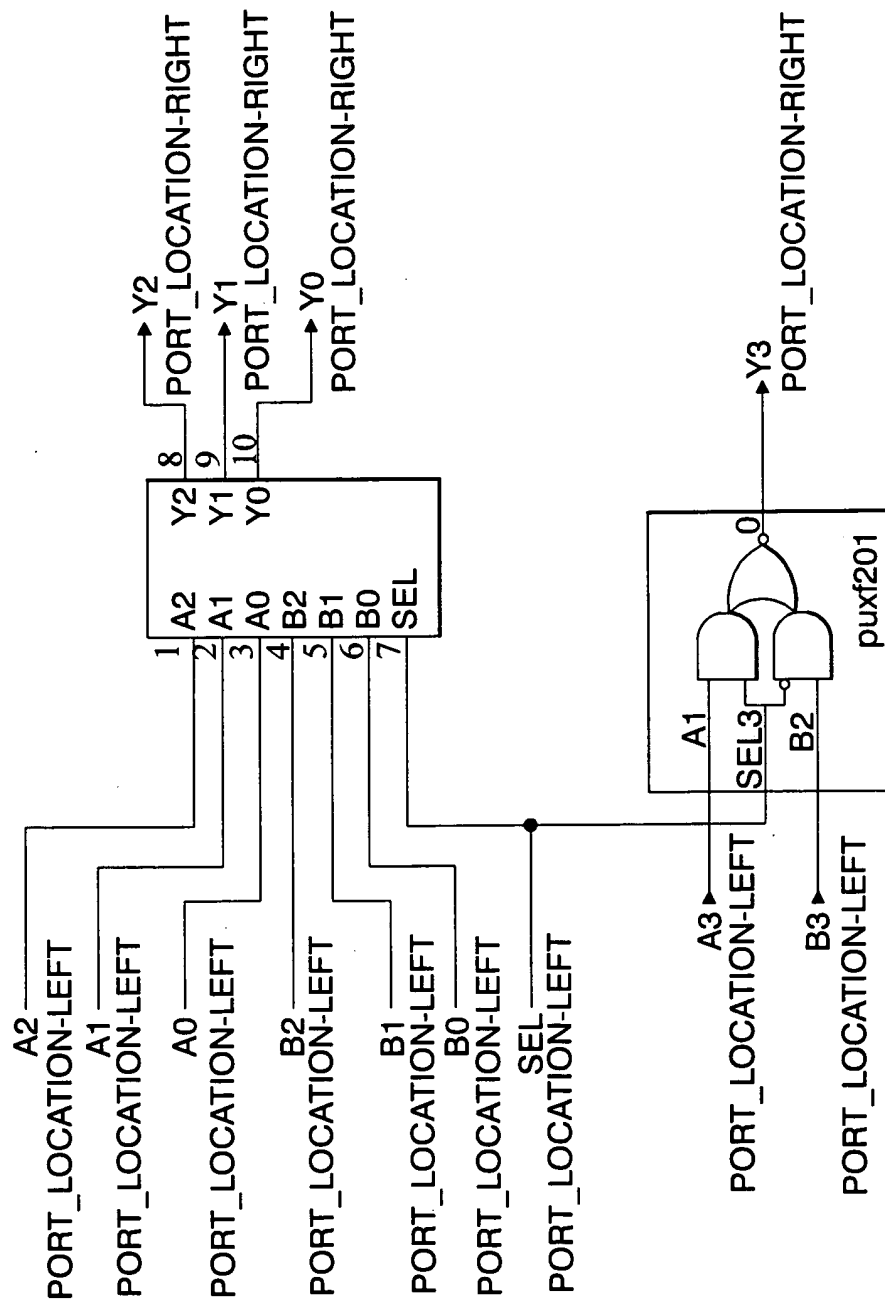 A2
PORT_LOCATION-LEFT
A1
PORT_LOCATION-LEFT
A0
PORT_LOCATION-LEFT
B2
PORT_LOCATION-LEFT
B1
PORT_LOCATION-LEFT
B0
PORT_LOCATION-LEFT
SEL
PORT_LOCATION-LEFT
1 A2 Y2 8
2 A1 Y1 9
3 A0 Y0 10
4 B2
5 B1
6 B0
7 SEL
Y2
PORT_LOCATION-RIGHT
Y1
PORT_LOCATION-RIGHT
Y0
PORT_LOCATION-RIGHT
A3
PORT_LOCATION-LEFT
B3
PORT_LOCATION-LEFT
A1
SEL3
B2
0
puxf201
Y3
PORT_LOCATION-RIGHT